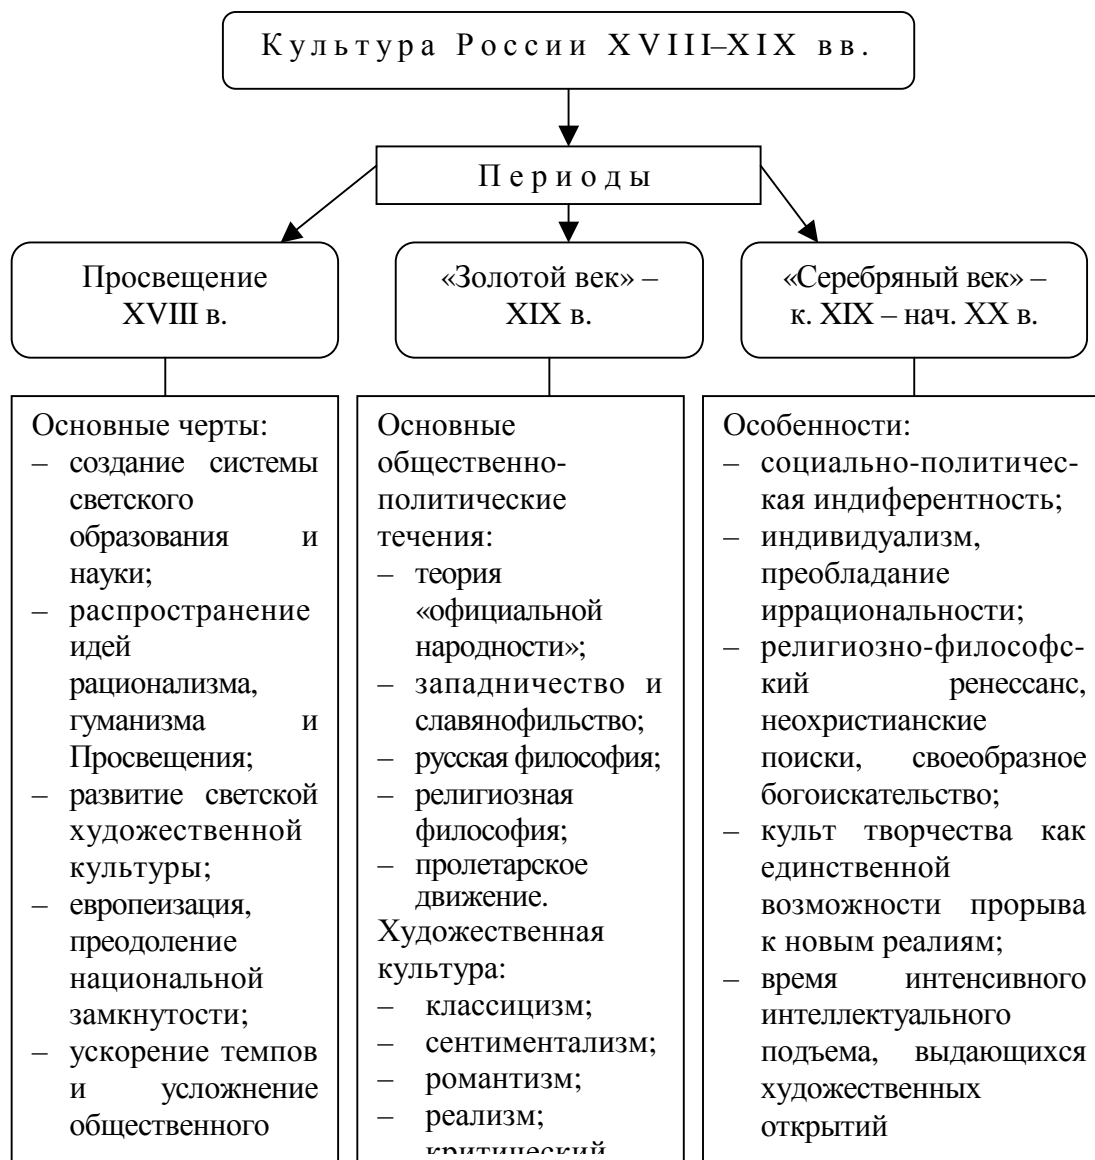 Культура России XVIII–XIX вв.
Периоды
Просвещение
XVIII в.
«Золотой век» –
XIX в.
«Серебряный век» –
к. XIX – нач. XX в.
Основные черты:
– создание системы
светского
образования и
науки;
– распространение
идей
рационализма,
гуманизма и
Просвещения;
– развитие светской
художественной
культуры;
– европеизация,
преодоление
национальной
замкнутости;
– ускорение темпов
и усложнение
общественного
Основные
общественно-
политические
течения:
– теория
«официальной
народности»;
– западничество и
славянофильство;
– русская философия;
– религиозная
философия;
– пролетарское
движение.
Художественная
культура:
– классицизм;
– сентиментализм;
– романтизм;
– реализм;
критический
Особенности:
– социально-политичес-
кая индиферентность;
– индивидуализм,
преобладание
иррациональности;
– религиозно-философс-
кий ренессанс,
неохристианские
поиски, своеобразное
богоискательство;
– культ творчества как
единственной
возможности прорыва
к новым реалиям;
– время интенсивного
интеллектуального
подъема, выдающихся
художественных
открытий